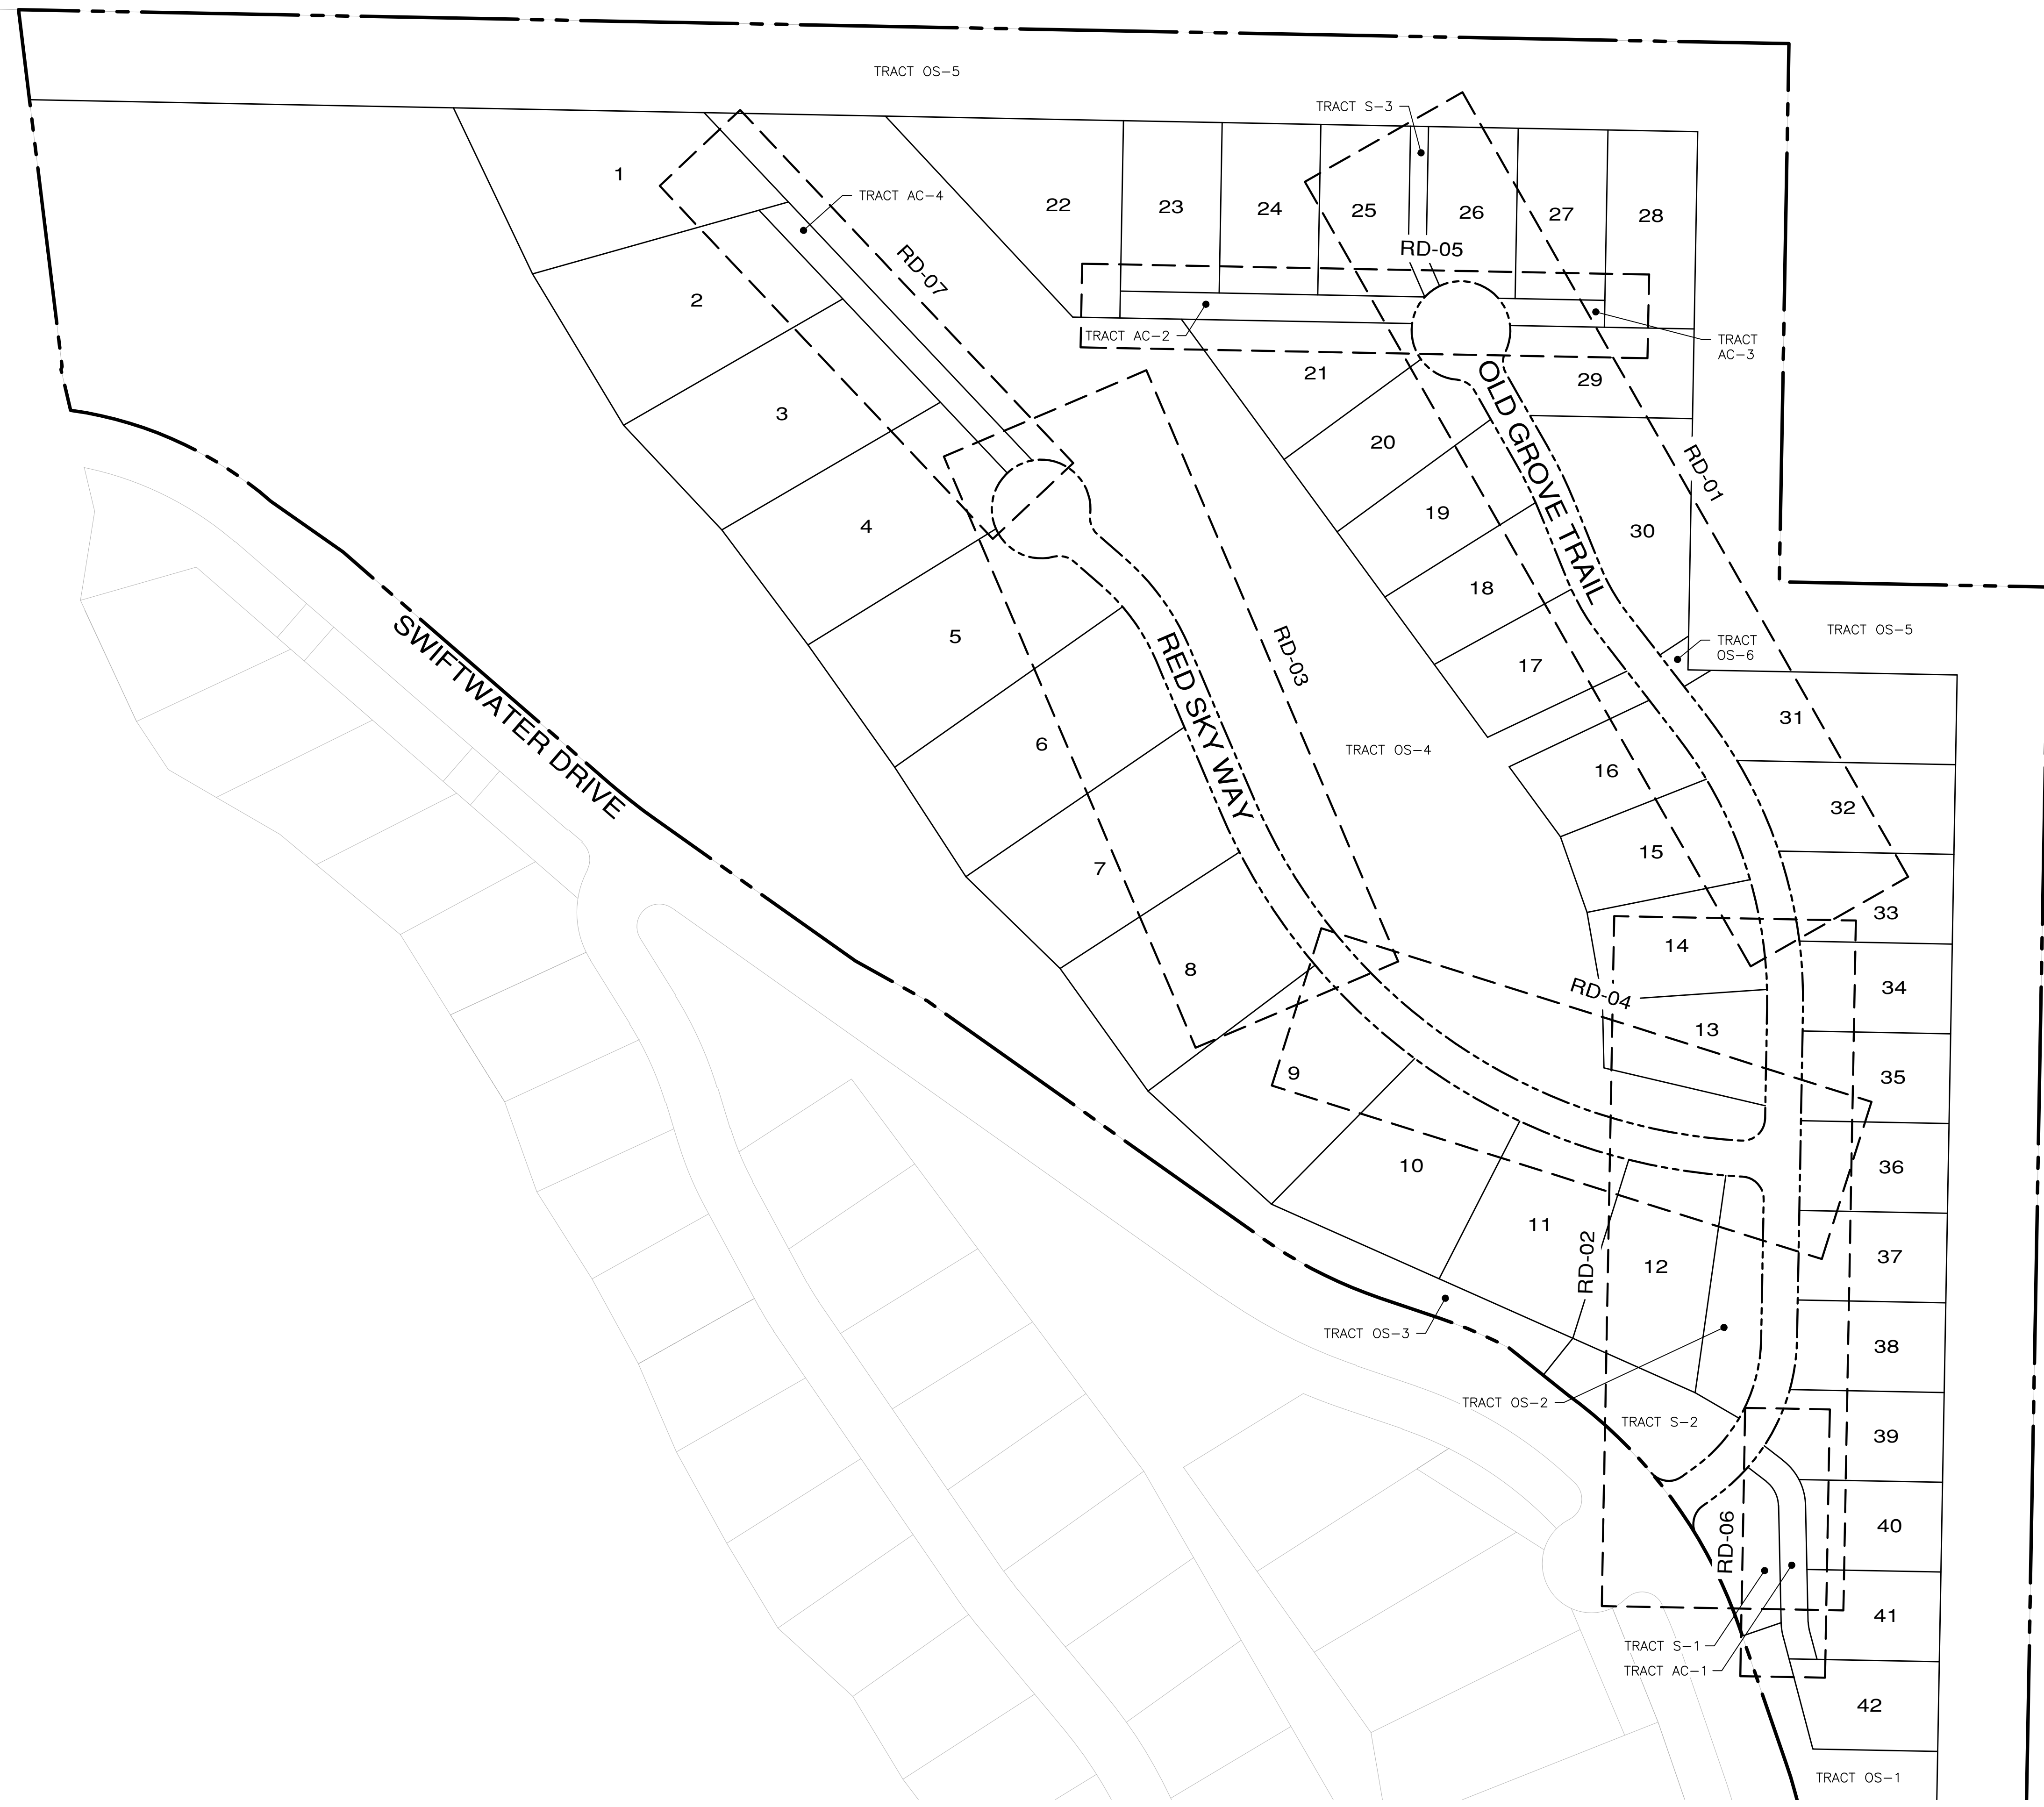 TRACT OS-5
TRACT S-3
1
TRACT AC-4
22
23
24
25
26
27
28
RD-05
RD-07
2
TRACT AC-2
TRACT
AC-3
21
29
3
OLD GROVE TRAIL
20
RD-01
4
19
30
18
SWIFTWATER DRIVE
5
RED SKY WAY
RD-03
17
TRACT
OS-6
TRACT OS-5
6
TRACT OS-4
31
16
32
7
15
33
8
14
34
RD-04
13
9
35
10
36
11
RD-02
12
37
TRACT OS-3
38
TRACT OS-2
TRACT S-2
39
RD-06
40
41
TRACT S-1
TRACT AC-1
42
TRACT OS-1